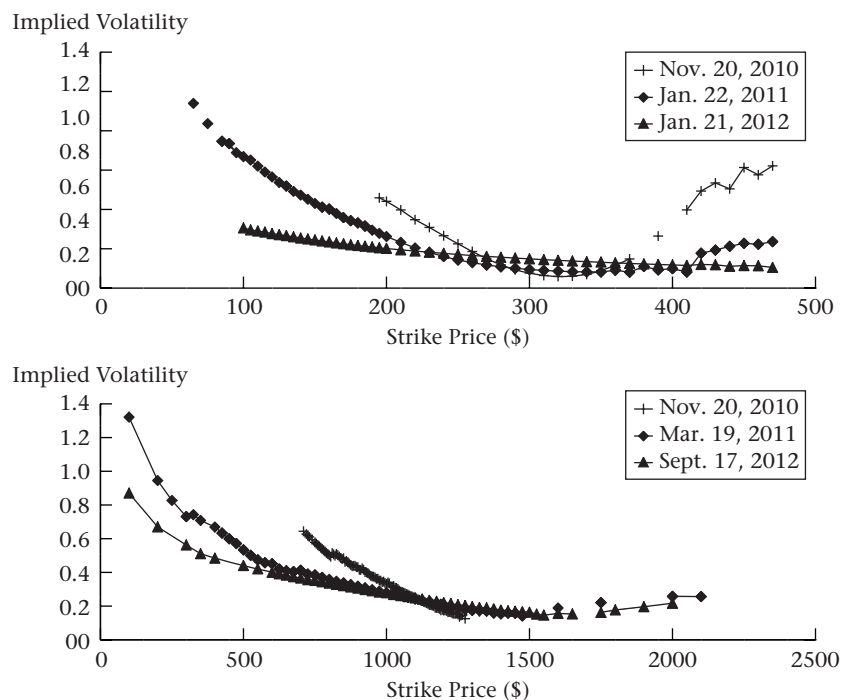 Implied Volatility
1.4
1.2
1.0
0.8
0.6
0.4
0.2
00
0 100 200 300 400 500
Strike Price ($)
Nov. 20, 2010
Jan. 22, 2011
Jan. 21, 2012
Implied Volatility
1.4
1.2
1.0
0.8
0.6
0.4
0.2
00
0 500 1000 1500 2000 2500
Strike Price ($)
Nov. 20, 2010
Mar. 19, 2011
Sept. 17, 2012